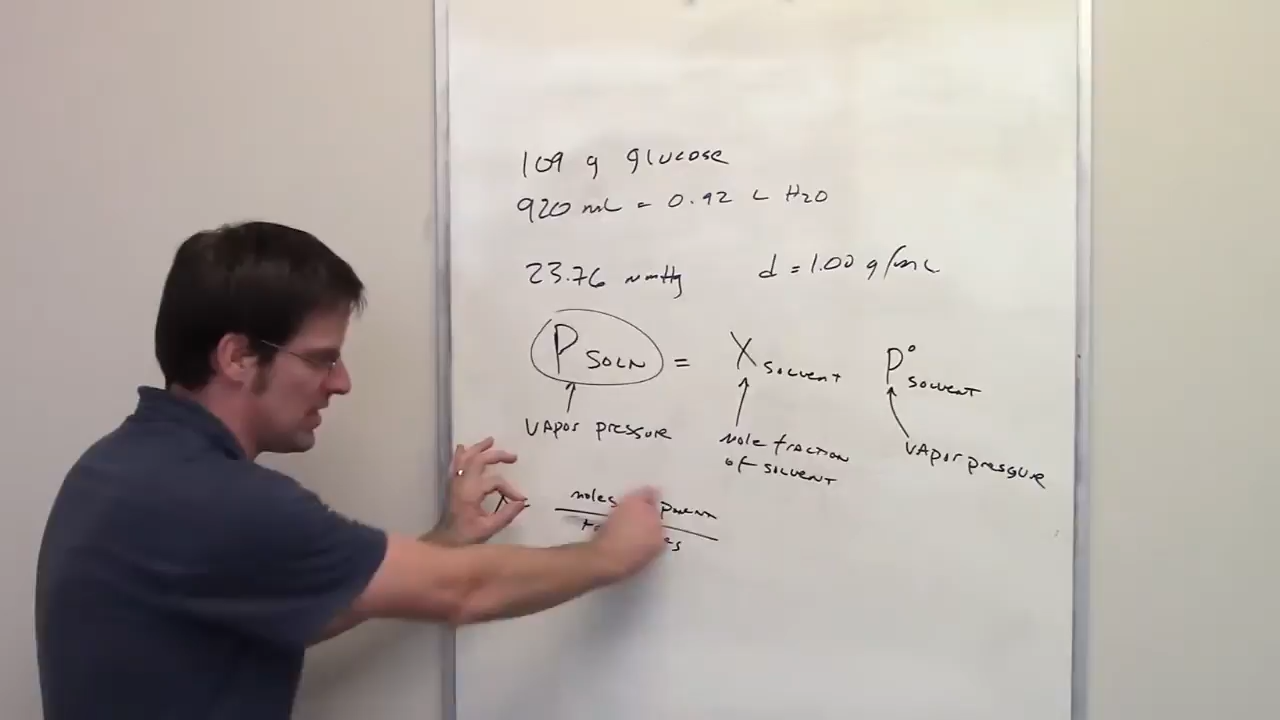 109 g glucose
920 mL = 0.92 L H2O
23.76 mmHg d = 1.00 g/mL
P SOLN = X solvent P° solvent
vapor pressure
mole fraction
of solvent
vapor pressure
moles